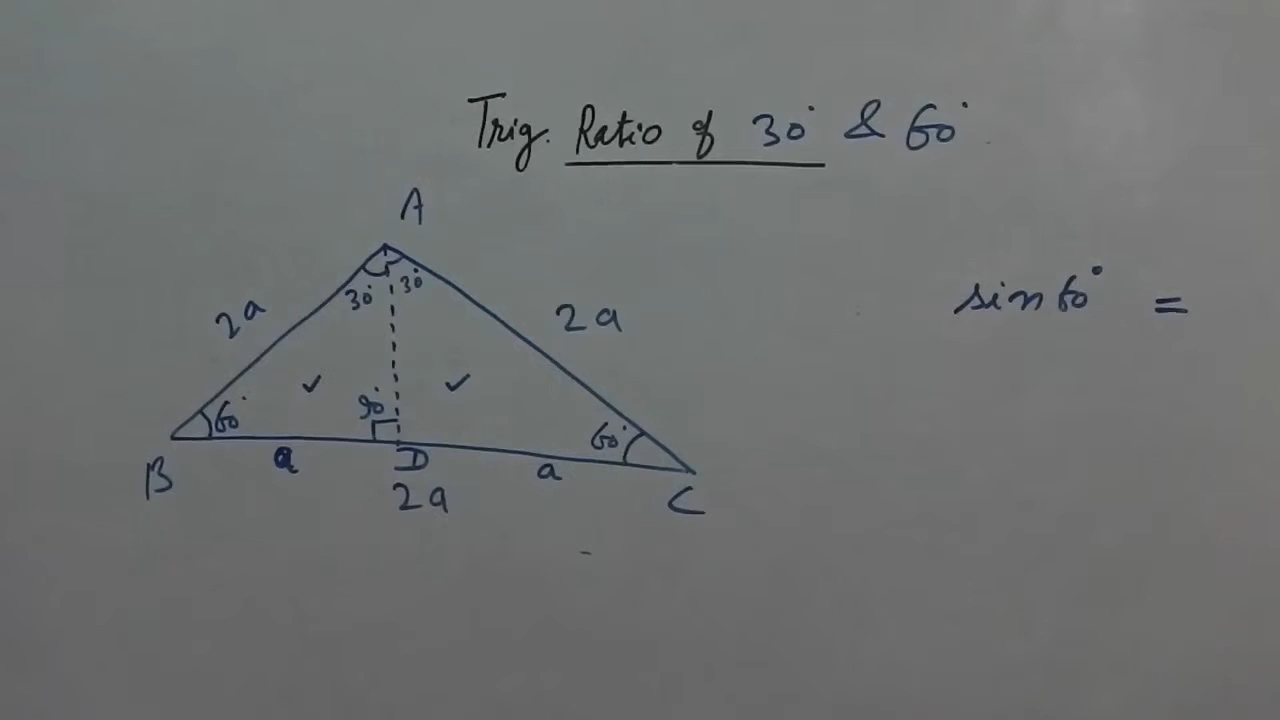 Trig. Ratio of 30° & 60°
A
30° 30°
2a
2a
sin 60° =
90°
60°
60°
a
D
a
B
2a
C